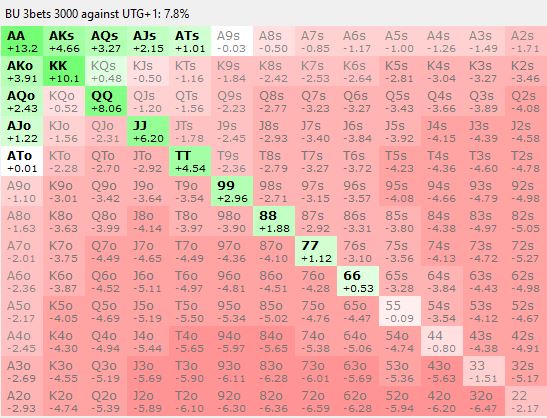 BU 3bets 3000 against UTG+1: 7.8%
AA AKs AQs AJs ATs A9s A8s A7s A6s A5s A4s A3s A2s
+13.2 +4.66 +3.27 +2.15 +1.01 -0.03 -0.50 -0.85 -1.17 -1.00 -1.26 -1.49 -1.71
AKo KK KQs KJs KTs K9s K8s K7s K6s K5s K4s K3s K2s
+3.91 +10.1 +0.48 -0.50 -1.16 -1.84 -2.42 -2.53 -2.64 -2.81 -3.04 -3.27 -3.46
AQo KQo QQ QJs QTs Q9s Q8s Q7s Q6s Q5s Q4s Q3s Q2s
+2.43 -0.52 +8.06 -1.20 -1.56 -2.23 -2.77 -3.23 -3.27 -3.43 -3.66 -3.89 -4.08
AJo KJo QJo JJ JTs J9s J8s J7s J6s J5s J4s J3s J2s
+1.22 -1.56 -2.31 +6.20 -1.78 -2.45 -2.93 -3.40 -3.84 -3.92 -4.15 -4.39 -4.58
ATo KTo QTo JTo TT T9s T8s T7s T6s T5s T4s T3s T2s
+0.01 -2.28 -2.70 -2.92 +4.54 -2.36 -2.79 -3.27 -3.72 -4.23 -4.36 -4.60 -4.78
A9o K9o Q9o J9o T9o 99 98s 97s 96s 95s 94s 93s 92s
-1.10 -3.01 -3.42 -3.64 -3.54 +2.96 -2.71 -3.15 -3.57 -4.08 -4.66 -4.79 -4.98
A8o K8o Q8o J8o T8o 98o 88 87s 86s 85s 84s 83s 82s
-1.63 -3.63 -3.99 -4.14 -3.97 -3.90 +1.88 -2.92 -3.31 -3.80 -4.38 -4.97 -5.05
A7o K7o Q7o J7o T7o 97o 87o 77 76s 75s 74s 73s 72s
-2.01 -3.75 -4.49 -4.65 -4.49 -4.36 -4.10 +1.12 -3.10 -3.56 -4.13 -4.72 -5.27
A6o K6o Q6o J6o T6o 96o 86o 76o 66 65s 64s 63s 62s
-2.36 -3.87 -4.52 -5.11 -4.97 -4.81 -4.51 -4.28 +0.53 -3.28 -3.84 -4.43 -4.98
A5o K5o Q5o J5o T5o 95o 85o 75o 65o 55 54s 53s 52s
-2.17 -4.05 -4.69 -5.19 -5.50 -5.34 -5.02 -4.76 -4.47 -0.09 -3.54 -4.12 -4.67
A4o K4o Q4o J4o T4o 94o 84o 74o 64o 54o 44 43s 42s
-2.45 -4.30 -4.94 -5.44 -5.65 -5.97 -5.65 -5.38 -5.06 -4.74 -0.80 -4.38 -4.91
A3o K3o Q3o J3o T3o 93o 83o 73o 63o 53o 43o 33 32s
-2.69 -4.55 -5.19 -5.69 -5.90 -6.11 -6.28 -6.01 -5.69 -5.36 -5.63 -1.51 -5.17
A2o K2o Q2o J2o T2o 92o 82o 72o 62o 52o 42o 32o 22
-2.93 -4.74 -5.39 -5.89 -6.10 -6.30 -6.36 -6.59 -6.28 -5.94 -6.20 -6.47 -2.17